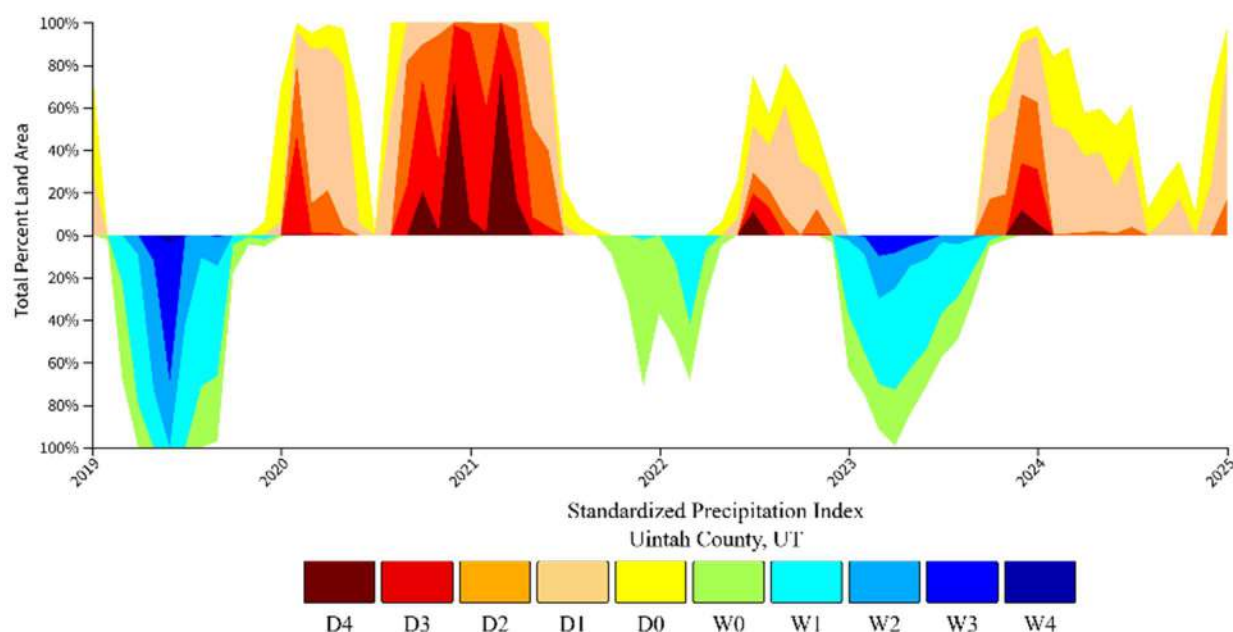 100%
80%
60%
40%
20%
0%
20%
40%
60%
80%
100%
Total Percent Land Area
2019 2020 2021 2022 2023 2024 2025
Standardized Precipitation Index
Uintah County, UT
D4 D3 D2 D1 D0 W0 W1 W2 W3 W4